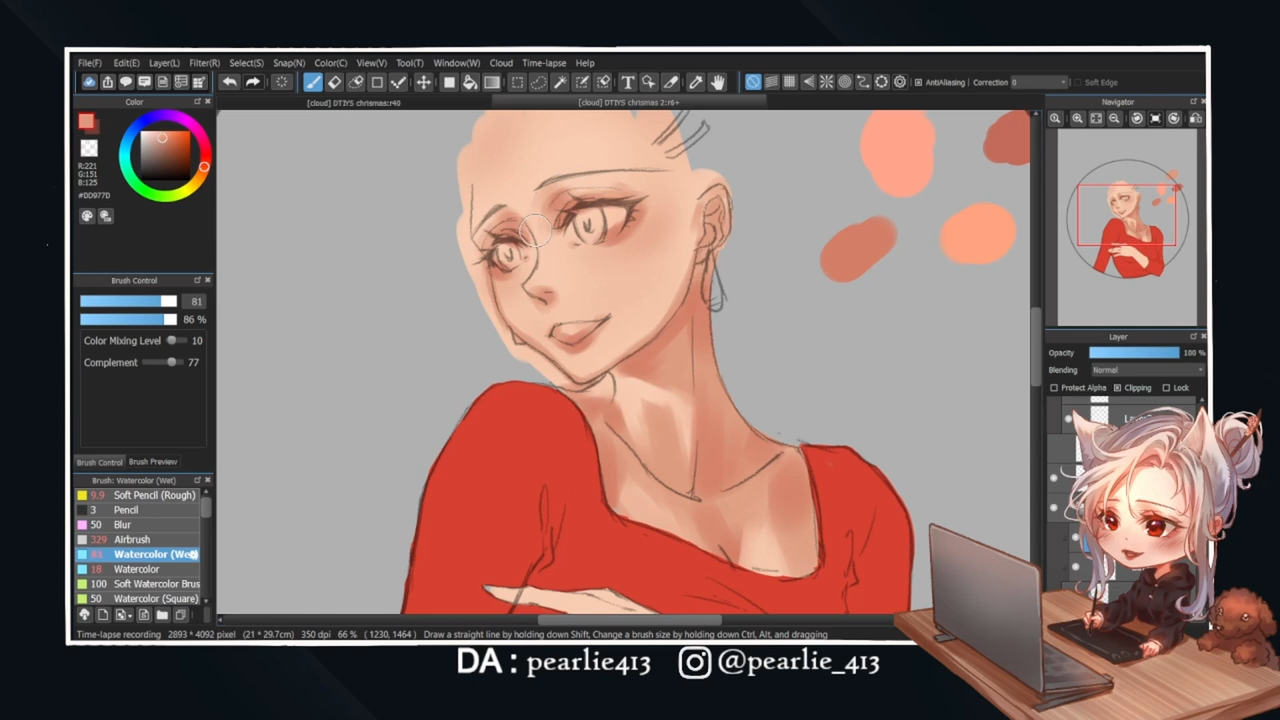 File(F) Edit(E) Layer(L) Filter(R) Select(S) Snap(N) Color(C) View(V) Tool(T) Window(W) Cloud Time-lapse Help
AntiAliasing Correction 0 Soft Edge
Color
[cloud] DTIYS chrismas:r40
[cloud] DTIYS chrismas 2:r6+
Navigator
R:221
G:151
B:125
#DD977D
Brush Control
81
86 %
Color Mixing Level 10
Complement 77
Brush Control Brush Preview
Brush: Watercolor (Wet)
9.9 Soft Pencil (Rough)
3 Pencil
50 Blur
329 Airbrush
81 Watercolor (Wet)
18 Watercolor
100 Soft Watercolor Brus
50 Watercolor (Square)
Layer
Opacity 100 %
Blending Normal
Protect Alpha Clipping Lock
Time-lapse recording 2893 * 4092 pixel (21 * 29.7cm) 350 dpi 66 % ( 1230, 1464 ) Draw a straight line by holding down Shift, Change a brush size by holding down Ctrl, Alt, and dragging
DA : pearlie413 @pearlie_413